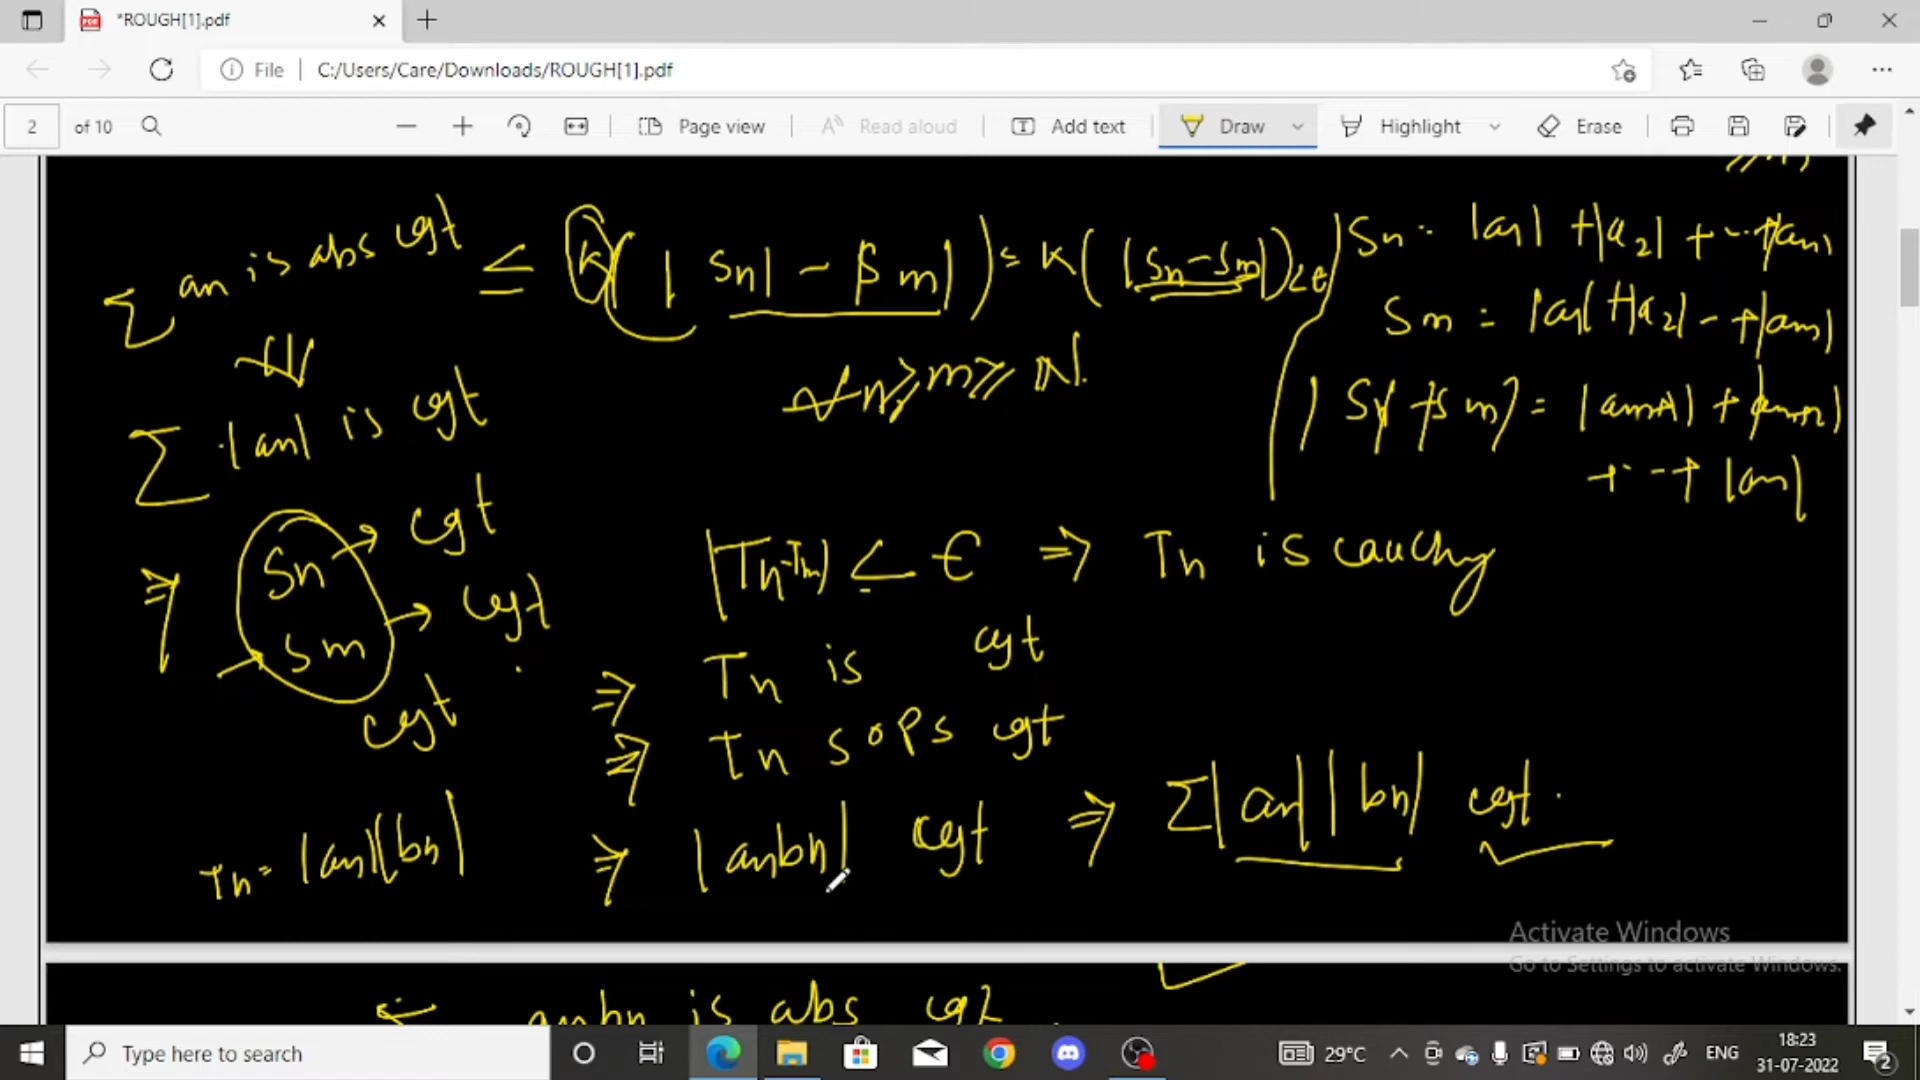 *ROUGH[1].pdf
File C:/Users/Care/Downloads/ROUGH[1].pdf
2 of 10 Page view Read aloud Add text Draw Highlight Erase
∑ an is abs cgt ≤ K( | Sn| - |Sm| ) = K( |Sn-Sm| ) < ε
Sn = |a1| + |a2| + --- + |an|
Sm = |a1| + |a2| -- + |am|
∀ n ≥ m ≥ N.
∑ |an| is cgt
|Sn - Sm| = |am+1| + |am+2|
+ -- + |an|
⇒ Sn → cgt
Sm → cgt
cgt
|Tn-Tm| < ε ⇒ Tn is cauchy
⇒ Tn is cgt
⇒ Tn sops cgt
Tn = |an||bn| ⇒ |anbn| cgt ⇒ ∑|an||bn| cgt.
Activate Windows
Go to Settings to activate Windows.
← anbn is abs cgt
Type here to search
29°C
ENG
18:23
31-07-2022
2